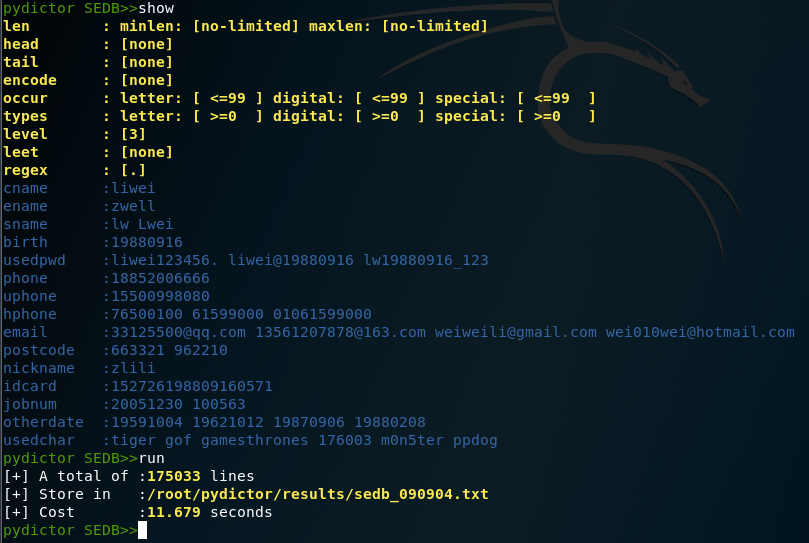 pydictor SEDB>>show
len : minlen: [no-limited] maxlen: [no-limited]
head : [none]
tail : [none]
encode : [none]
occur : letter: [ <=99 ] digital: [ <=99 ] special: [ <=99 ]
types : letter: [ >=0 ] digital: [ >=0 ] special: [ >=0 ]
level : [3]
leet : [none]
regex : [.]
cname :liwei
ename :zwell
sname :lw Lwei
birth :19880916
usedpwd :liwei123456. liwei@19880916 lw19880916_123
phone :18852006666
uphone :15500998080
hphone :76500100 61599000 01061599000
email :33125500@qq.com 13561207878@163.com weiweili@gmail.com wei010wei@hotmail.com
postcode :663321 962210
nickname :zlili
idcard :152726198809160571
jobnum :20051230 100563
otherdate :19591004 19621012 19870906 19880208
usedchar :tiger gof gamesthrones 176003 m0n5ter ppdog
pydictor SEDB>>run
[+] A total of :175033 lines
[+] Store in :/root/pydictor/results/sedb_090904.txt
[+] Cost :11.679 seconds
pydictor SEDB>>